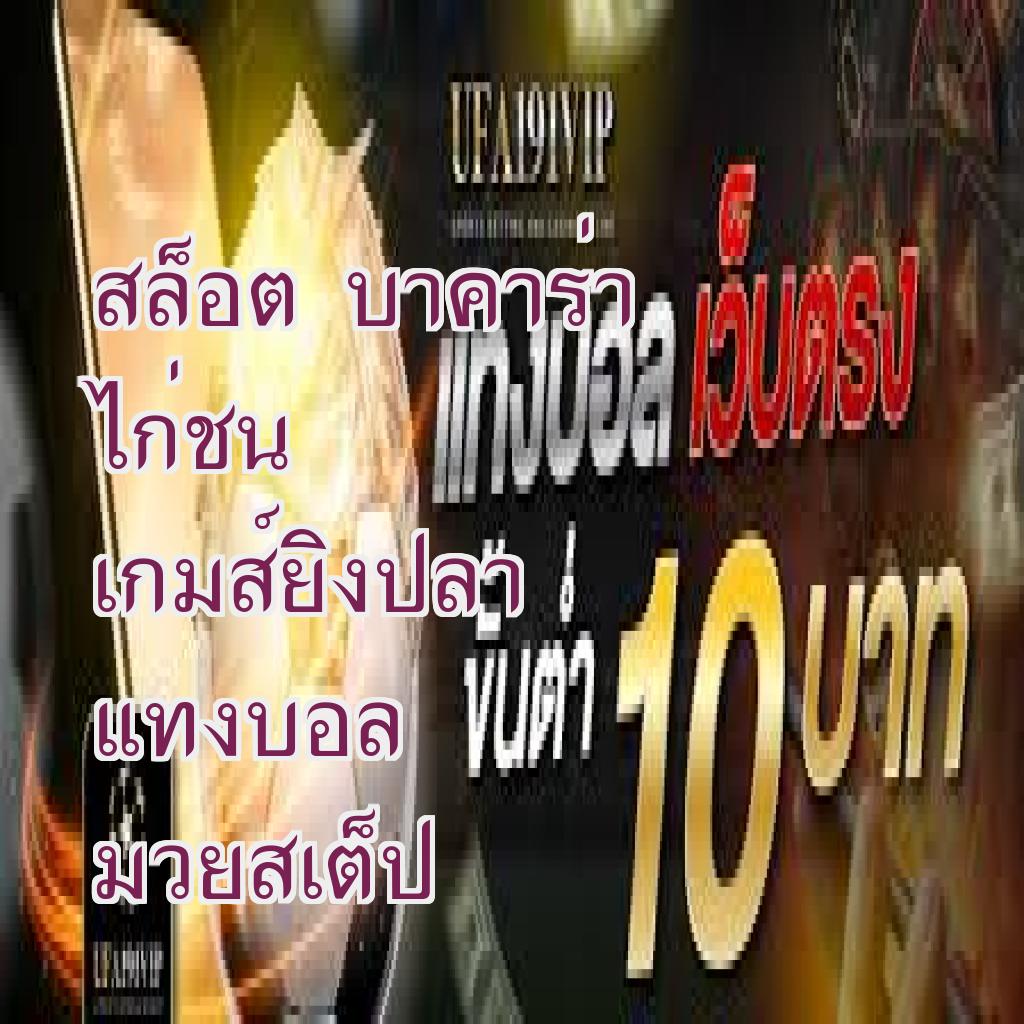 UFA191VIP
สล็อต บาคาร่า
แทงบอล เว็บตรง
ไก่ชน
เกมส์ยิงปลา
ขั้นต่ำ 10 บาท
แทงบอล
มวยสเต็ป